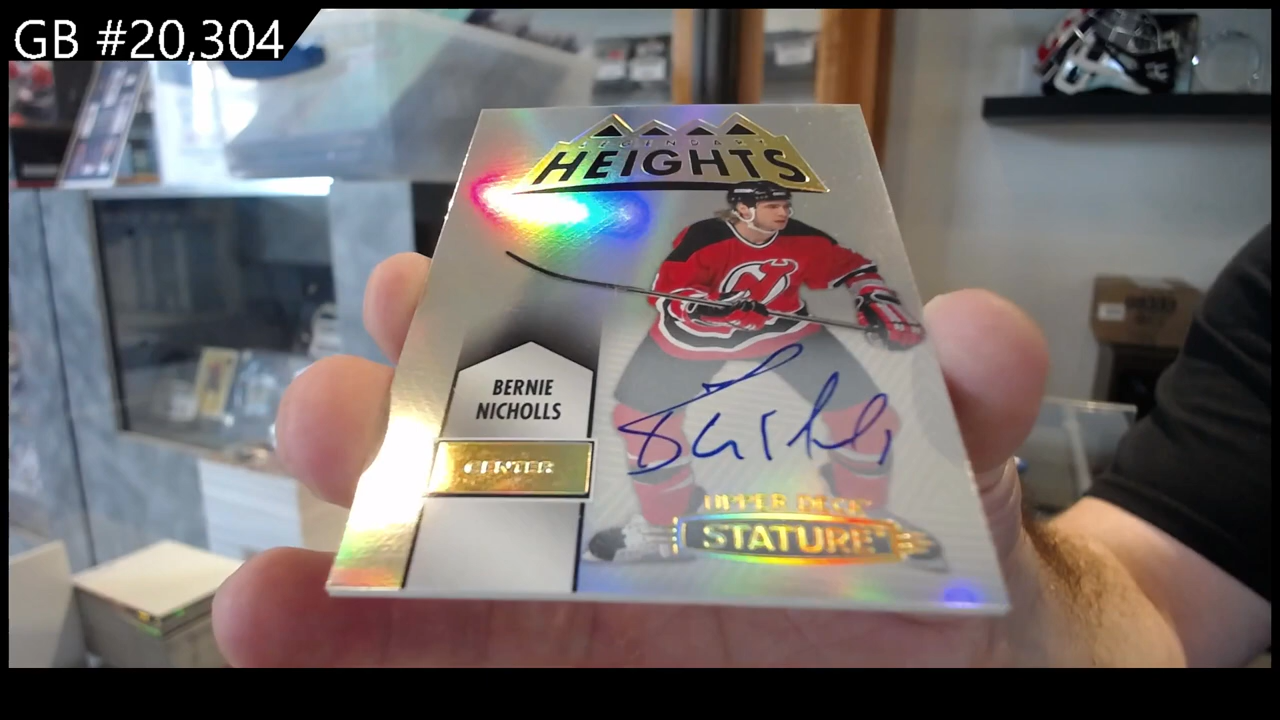 GB #20,304
LEGENDARY
HEIGHTS
BERNIE
NICHOLLS
CENTER
UPPER DECK
STATURE